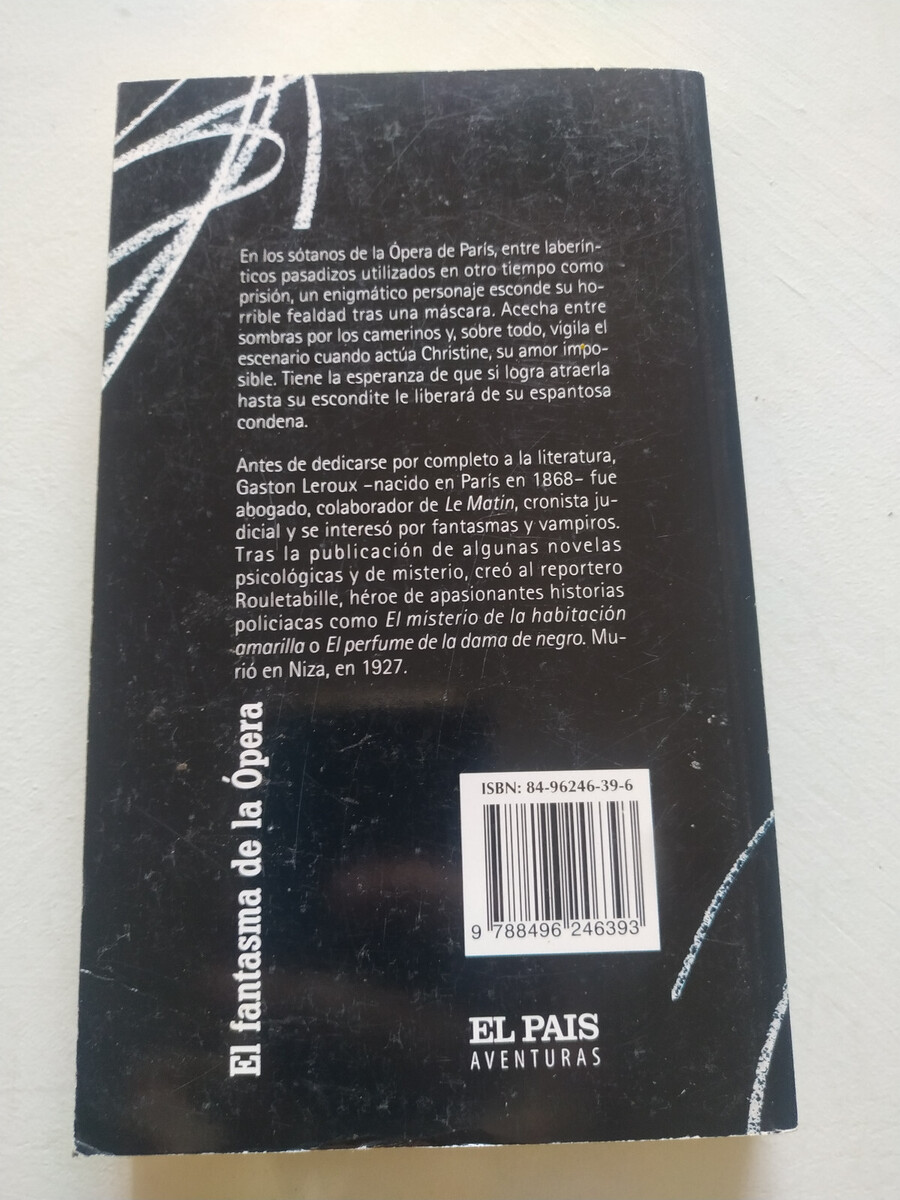 En los sótanos de la Ópera de París, entre laberín-
ticos pasadizos utilizados en otro tiempo como
prisión, un enigmático personaje esconde su ho-
rrible fealdad tras una máscara. Acecha entre
sombras por los camerinos y, sobre todo, vigila el
escenario cuando actúa Christine, su amor impo-
sible. Tiene la esperanza de que si logra atraerla
hasta su escondite le liberará de su espantosa
condena.
Antes de dedicarse por completo a la literatura,
Gaston Leroux –nacido en París en 1868– fue
abogado, colaborador de Le Matin, cronista ju-
dicial y se interesó por fantasmas y vampiros.
Tras la publicación de algunas novelas
psicológicas y de misterio, creó al reportero
Rouletabille, héroe de apasionantes historias
policiacas como El misterio de la habitación
amarilla o El perfume de la dama de negro. Mu-
rió en Niza, en 1927.
El fantasma de la Ópera
ISBN: 84-96246-39-6
9 788496 246393
EL PAIS
AVENTURAS